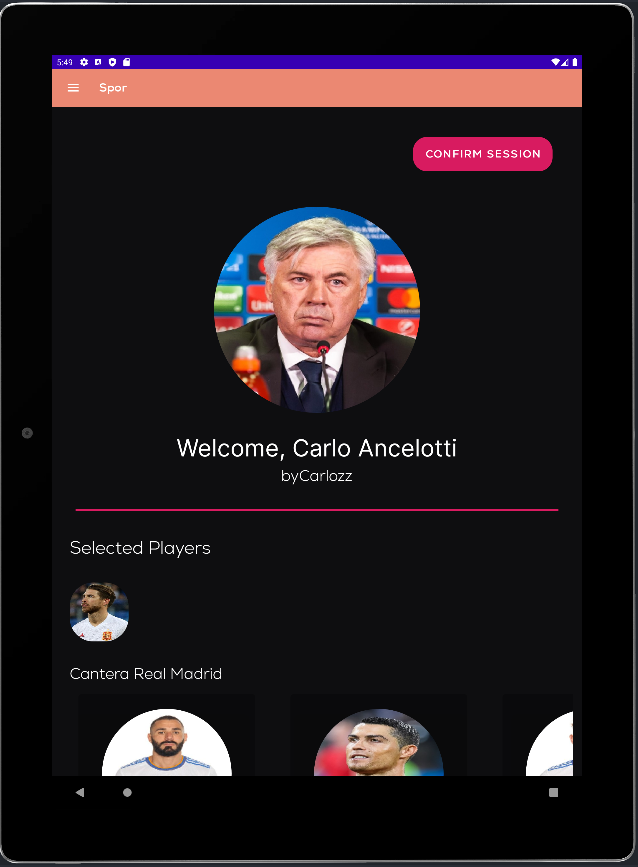 5:49
Spor
CONFIRM SESSION
Welcome, Carlo Ancelotti
byCarlozz
Selected Players
Cantera Real Madrid